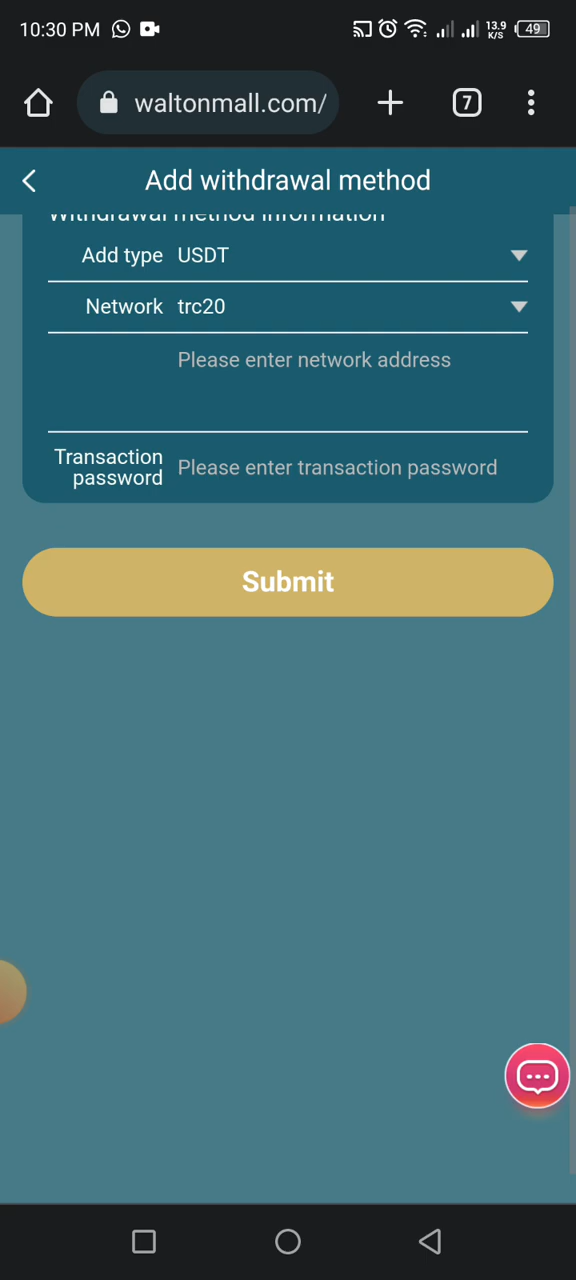 10:30 PM 13.9 K/S 49
waltonmall.com/ 7
Add withdrawal method
Withdrawal method information
Add type USDT
Network trc20
Please enter network address
Transaction password Please enter transaction password
Submit